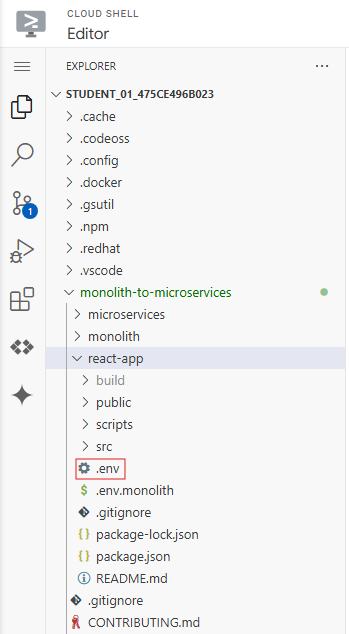 CLOUD SHELL
Editor
EXPLORER
STUDENT_01_475CE496B023
.cache
.codeoss
.config
.docker
.gsutil
.npm
.redhat
.vscode
monolith-to-microservices
microservices
monolith
react-app
build
public
scripts
src
.env
.env.monolith
.gitignore
package-lock.json
package.json
README.md
.gitignore
CONTRIBUTING.md
1